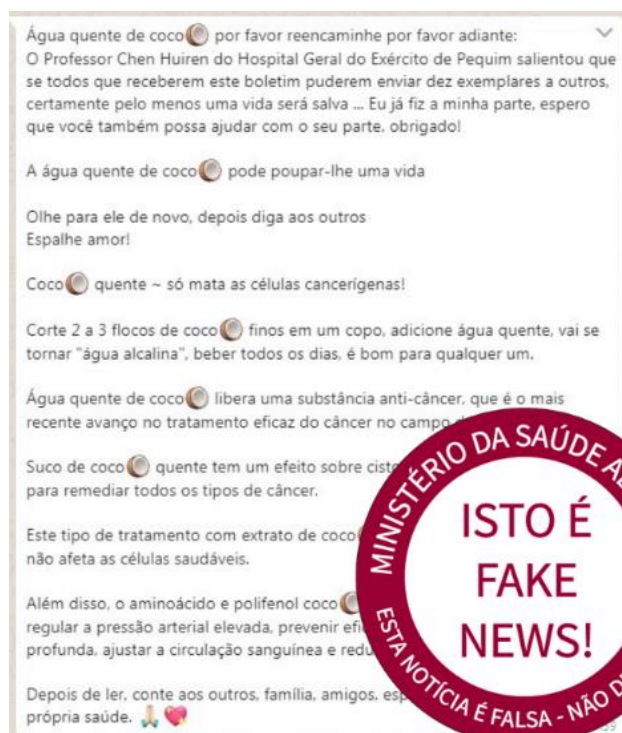 Água quente de coco🥥 por favor reencaminhe por favor adiante:
O Professor Chen Huiren do Hospital Geral do Exército de Pequim salientou que
se todos que receberem este boletim puderem enviar dez exemplares a outros,
certamente pelo menos uma vida será salva ... Eu já fiz a minha parte, espero
que você também possa ajudar com o seu parte. obrigado!
A água quente de coco🥥 pode poupar-lhe uma vida
Olhe para ele de novo, depois diga aos outros
Espalhe amor!
Coco🥥 quente ~ só mata as células cancerígenas!
Corte 2 a 3 flocos de coco🥥 finos em um copo, adicione água quente, vai se
tornar "água alcalina", beber todos os dias, é bom para qualquer um.
Água quente de coco🥥 libera uma substância anti-câncer, que é o mais
recente avanço no tratamento eficaz do câncer no campo
Suco de coco🥥 quente tem um efeito sobre
para remediar todos os tipos de câncer.
Este tipo de tratamento com extrato de coco
não afeta as células saudáveis.
Além disso, o aminoácido e polifenol coco🥥
regular a pressão arterial elevada, prevenir
profunda, ajustar a circulação sanguínea e
Depois de ler, conte aos outros, família, amigos,
própria saúde. 🙏🏻 💖
MINISTÉRIO DA SAÚDE
ISTO É
FAKE
NEWS!
ESTA NOTÍCIA É FALSA - NÃO